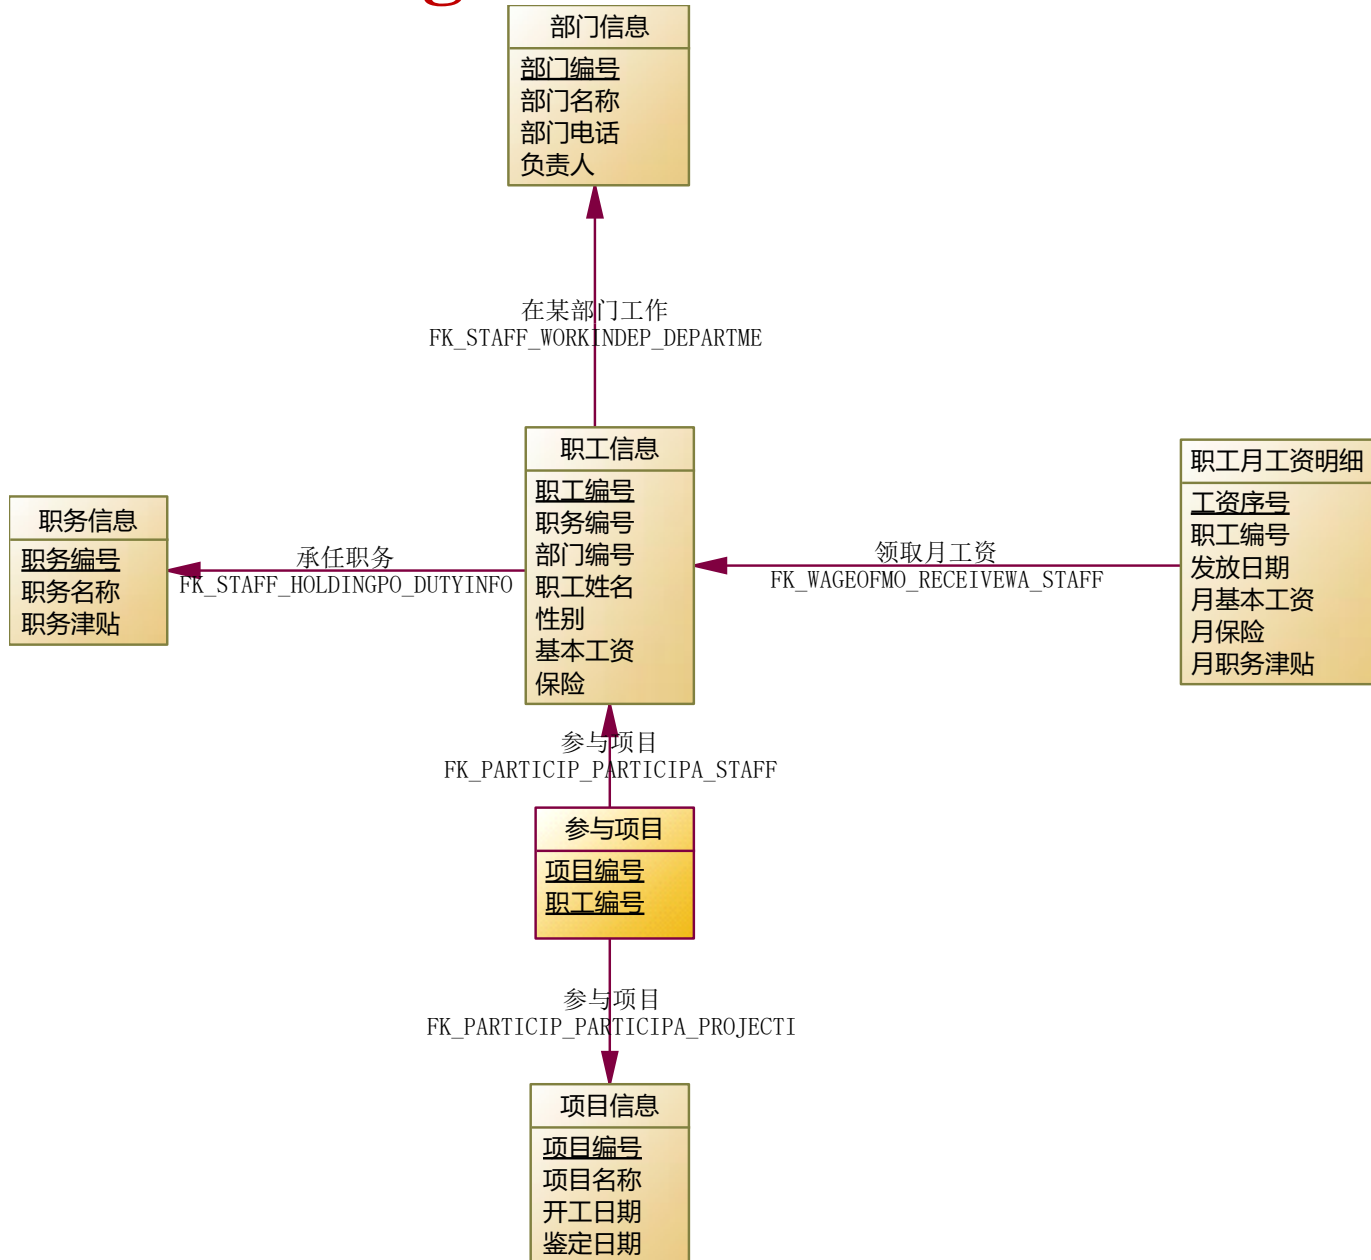 g
部门信息
部门编号
部门名称
部门电话
负责人
在某部门工作
FK_STAFF_WORKINDEP_DEPARTME
职工信息
职工编号
职务编号
部门编号
职工姓名
性别
基本工资
保险
职务信息
职务编号
职务名称
职务津贴
承任职务
FK_STAFF_HOLDINGPO_DUTYINFO
领取月工资
FK_WAGEOFMO_RECEIVEWA_STAFF
职工月工资明细
工资序号
职工编号
发放日期
月基本工资
月保险
月职务津贴
参与项目
FK_PARTICIP_PARTICIPA_STAFF
参与项目
项目编号
职工编号
参与项目
FK_PARTICIP_PARTICIPA_PROJECTI
项目信息
项目编号
项目名称
开工日期
鉴定日期